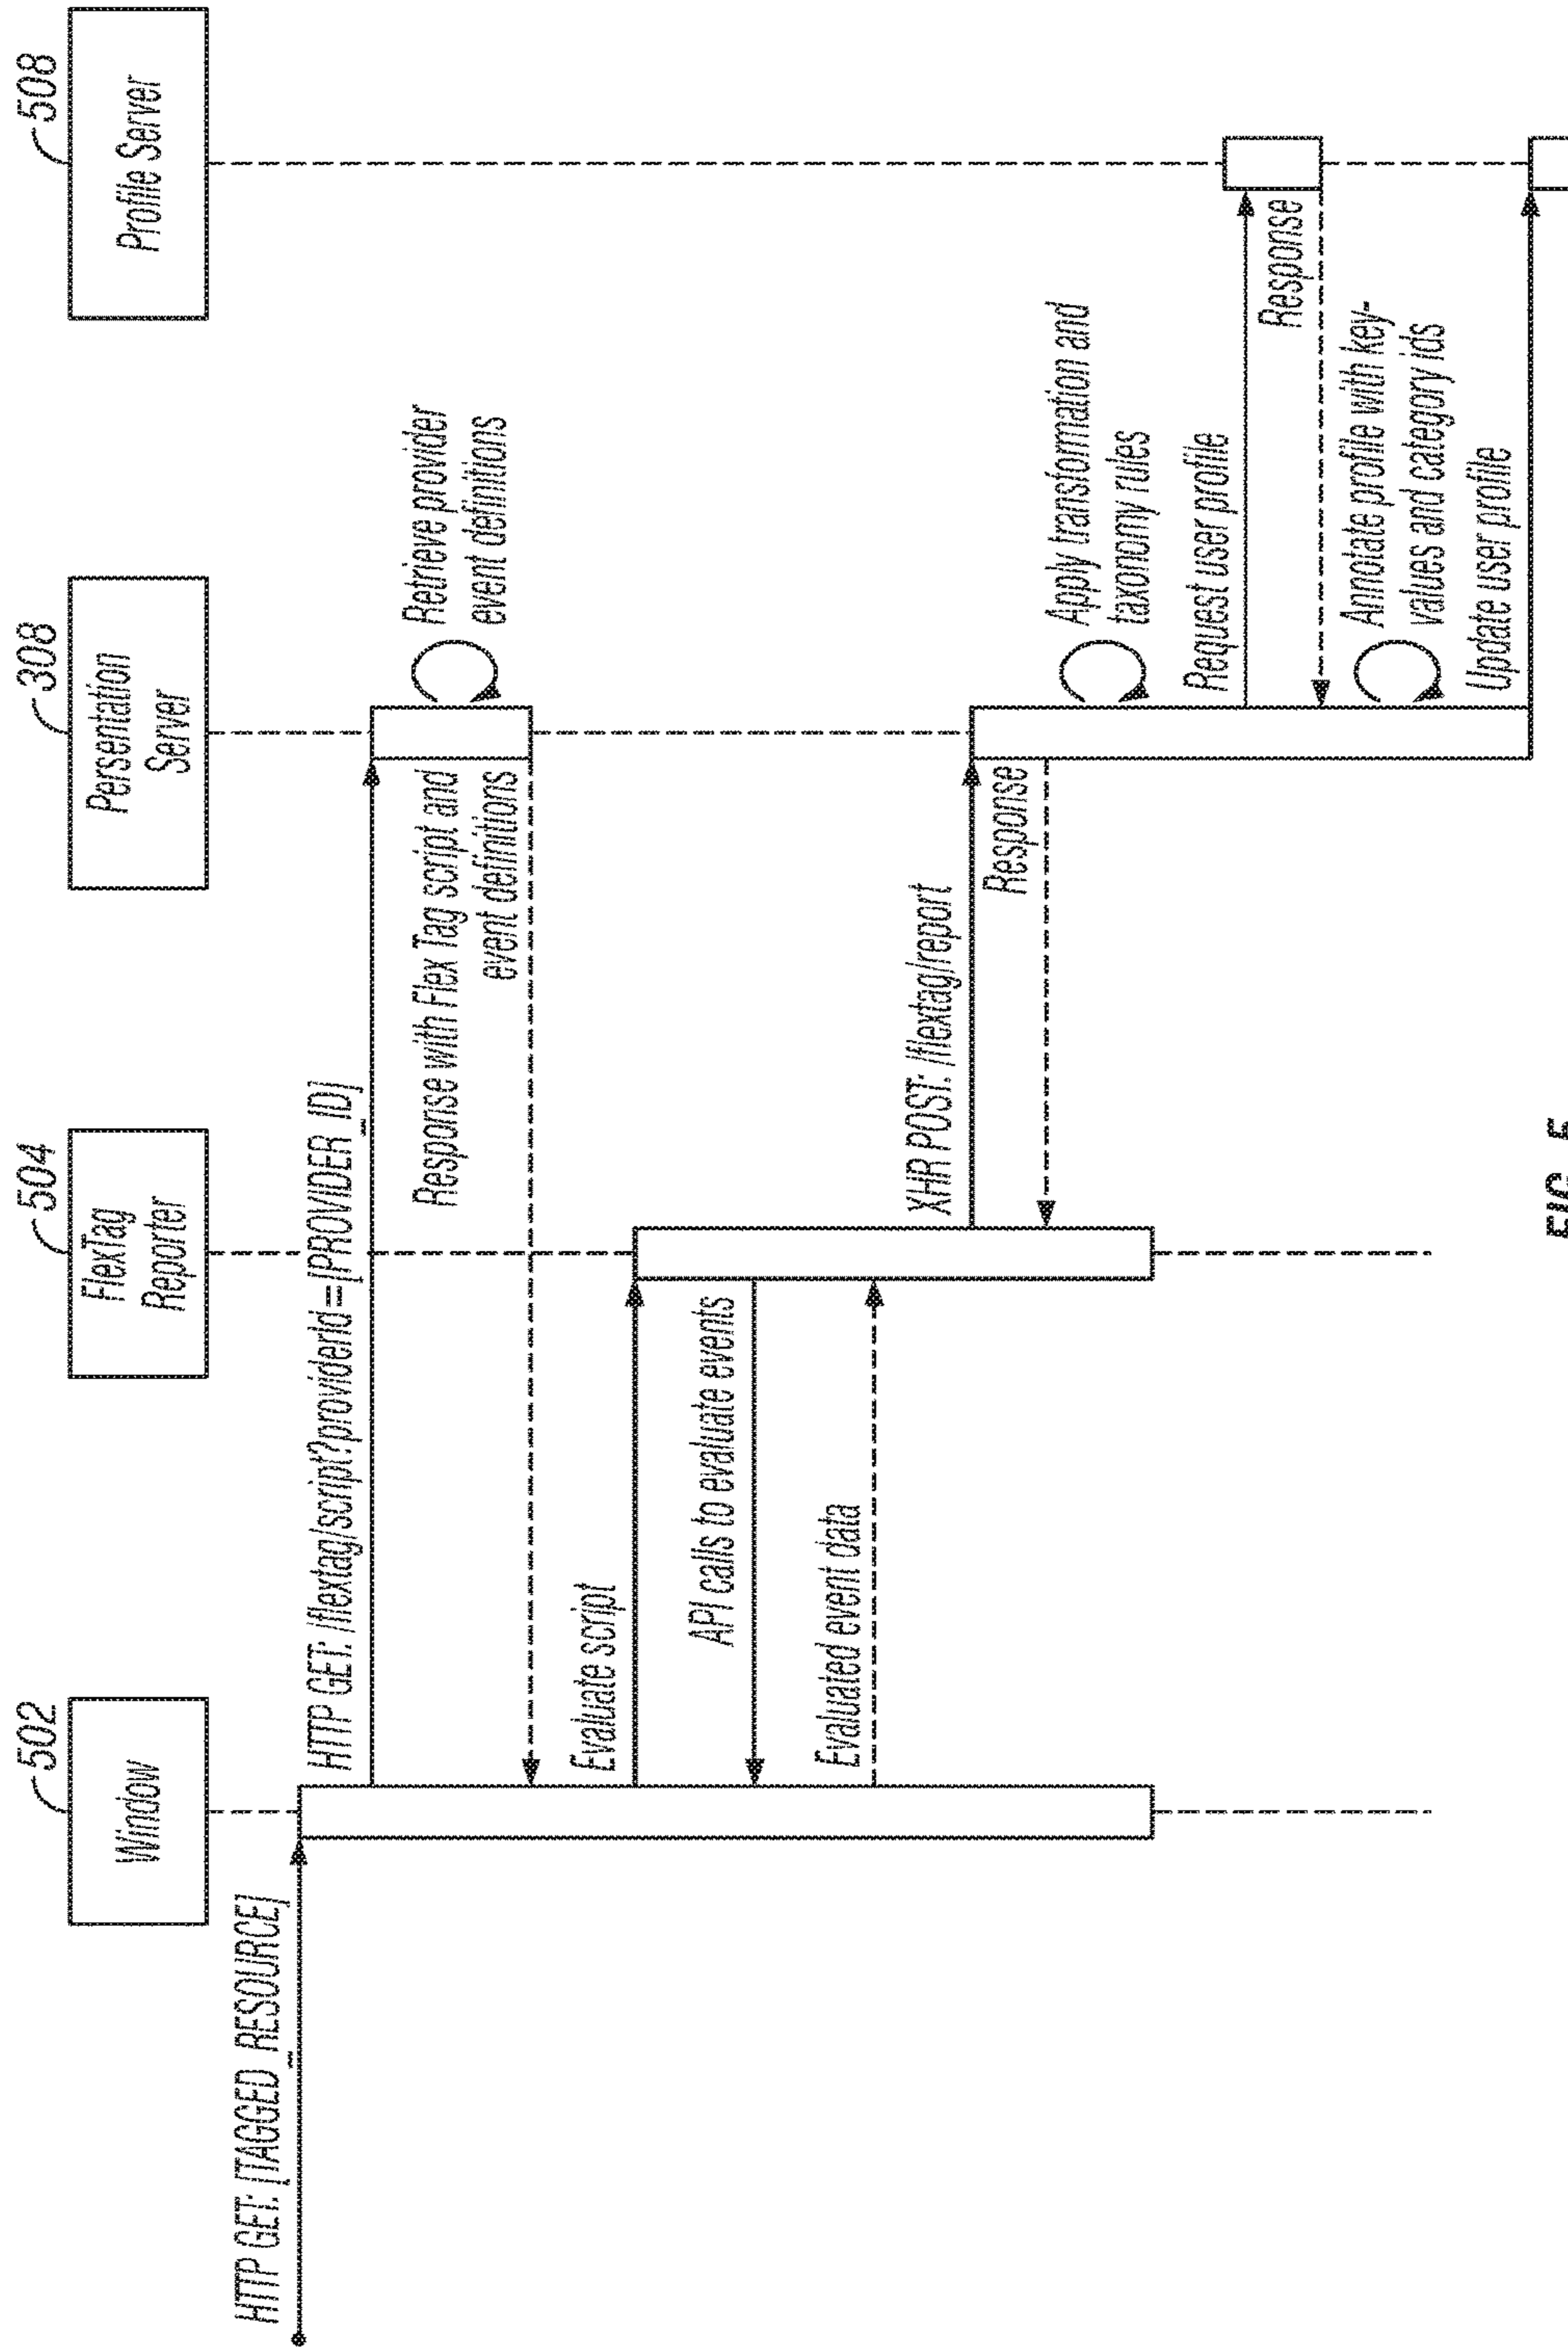 502
Window
504
FlexTag
Reporter
308
Persentation
Server
508
Profile Server
HTTP GET: [TAGGED_RESOURCE]
HTTP GET: /flextag/script?providerId=[PROVIDER_ID]
Retrieve provider
event definitions
Response with Flex Tag script and
event definitions
Evaluate script
API calls to evaluate events
Evaluated event data
XHR POST: /flextag/report
Response
Apply transformation and
taxonomy rules
Request user profile
Response
Annotate profile with key-
values and category ids
Update user profile
FIG. 5